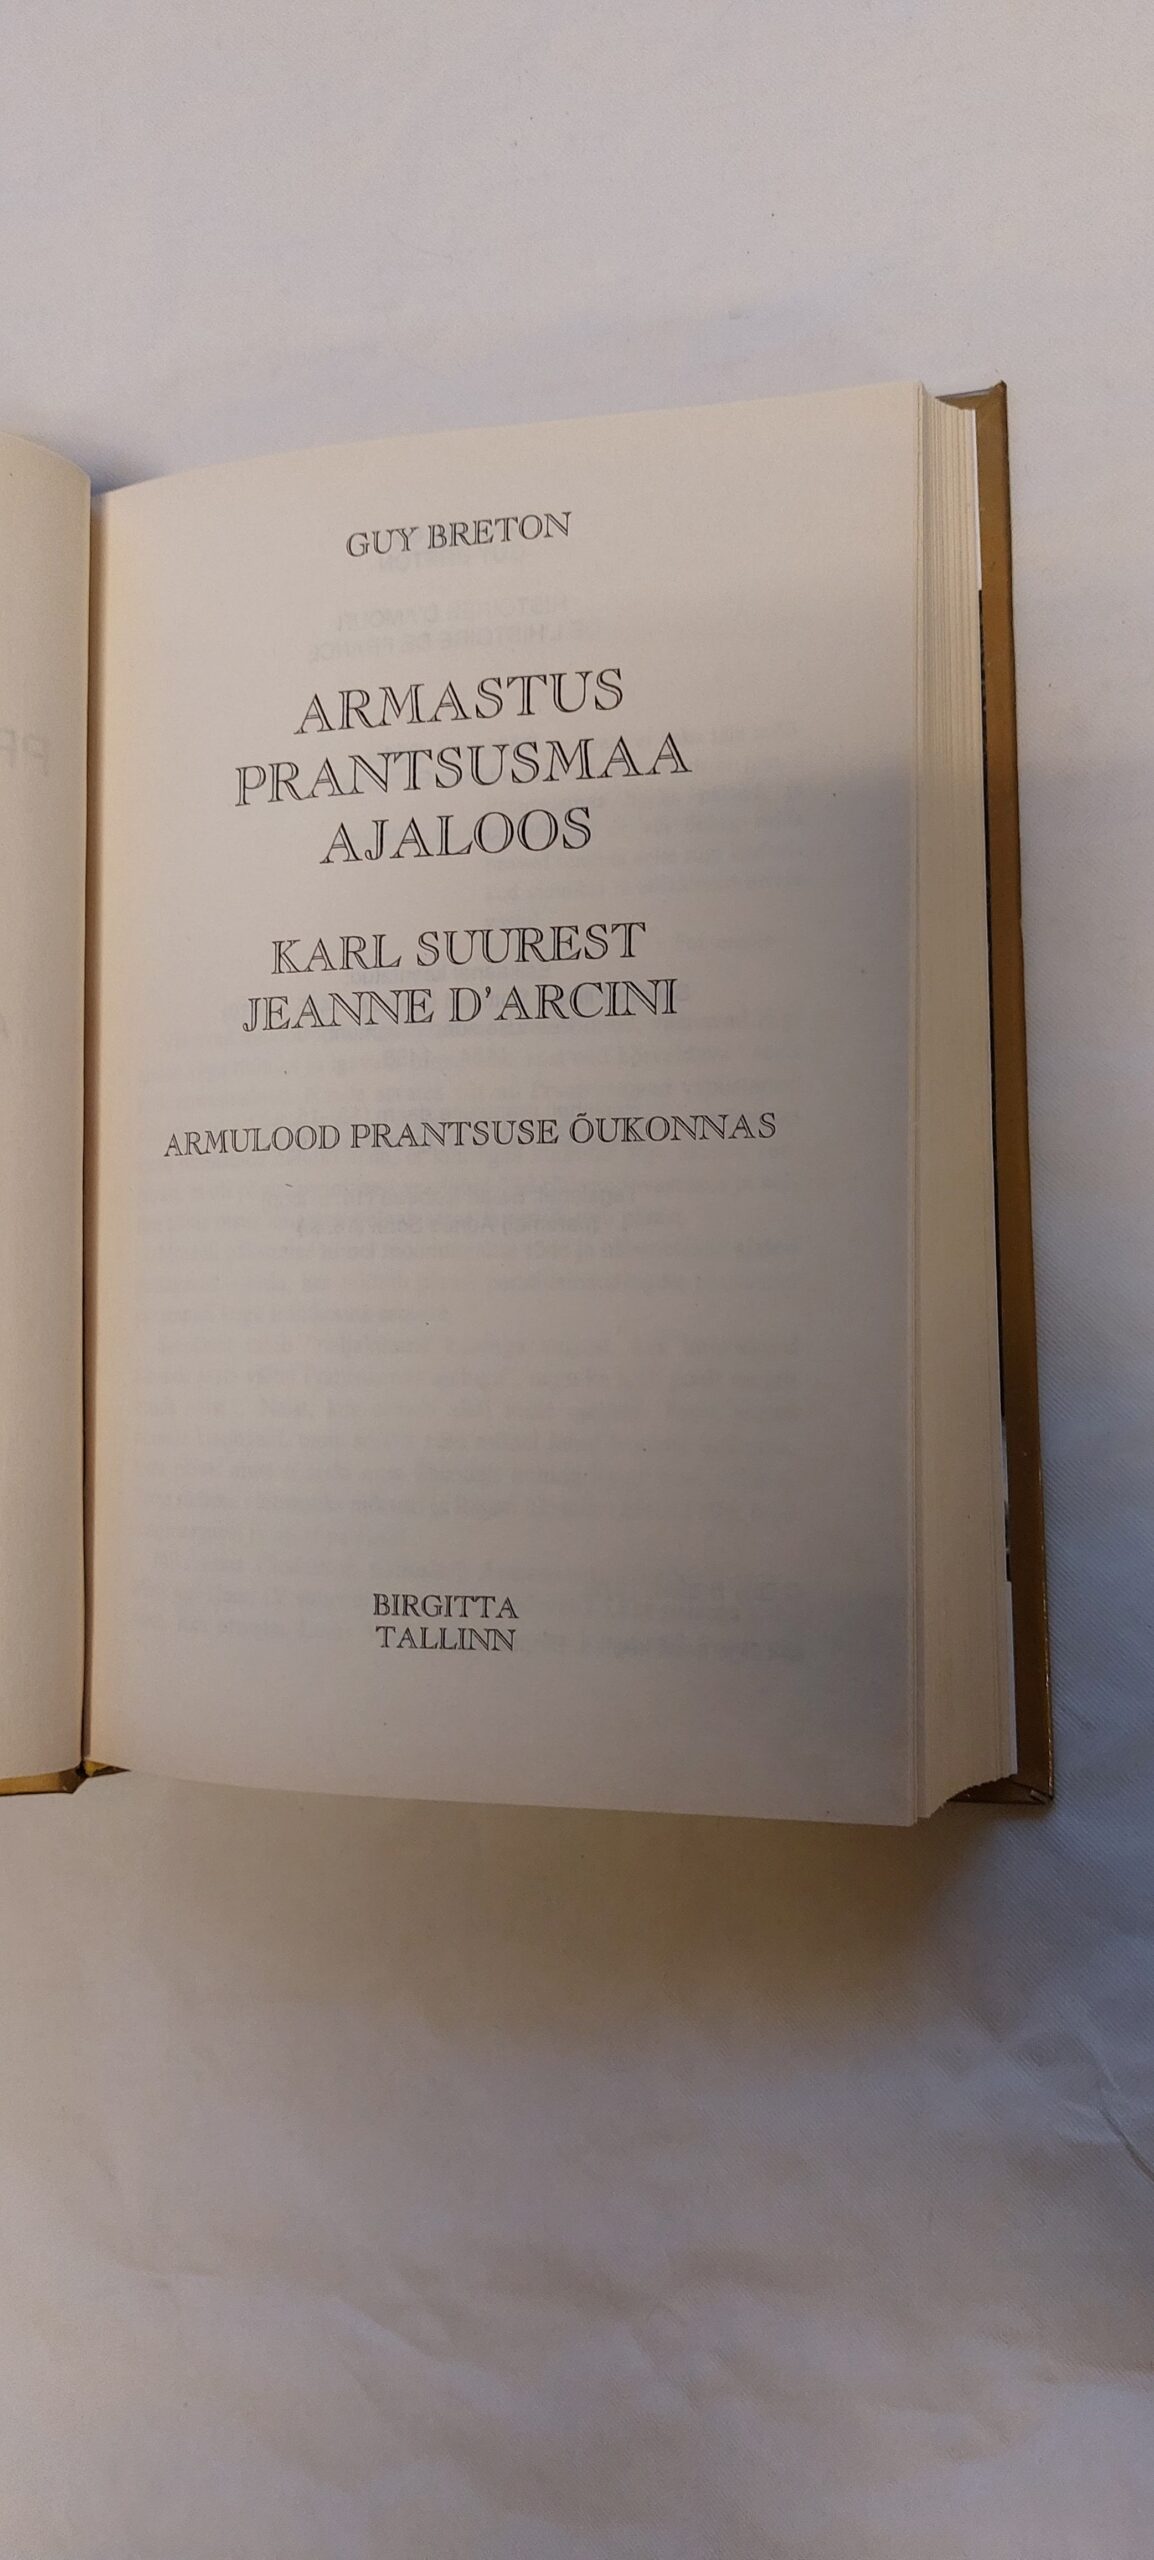 GUY BRETON
ARMASTUS
PRANTSUSMAA
AJALOOS
KARL SUUREST
JEANNE D'ARCINI
ARMULOOD PRANTSUSE ÕUKONNAS
BIRGITTA
TALLINN